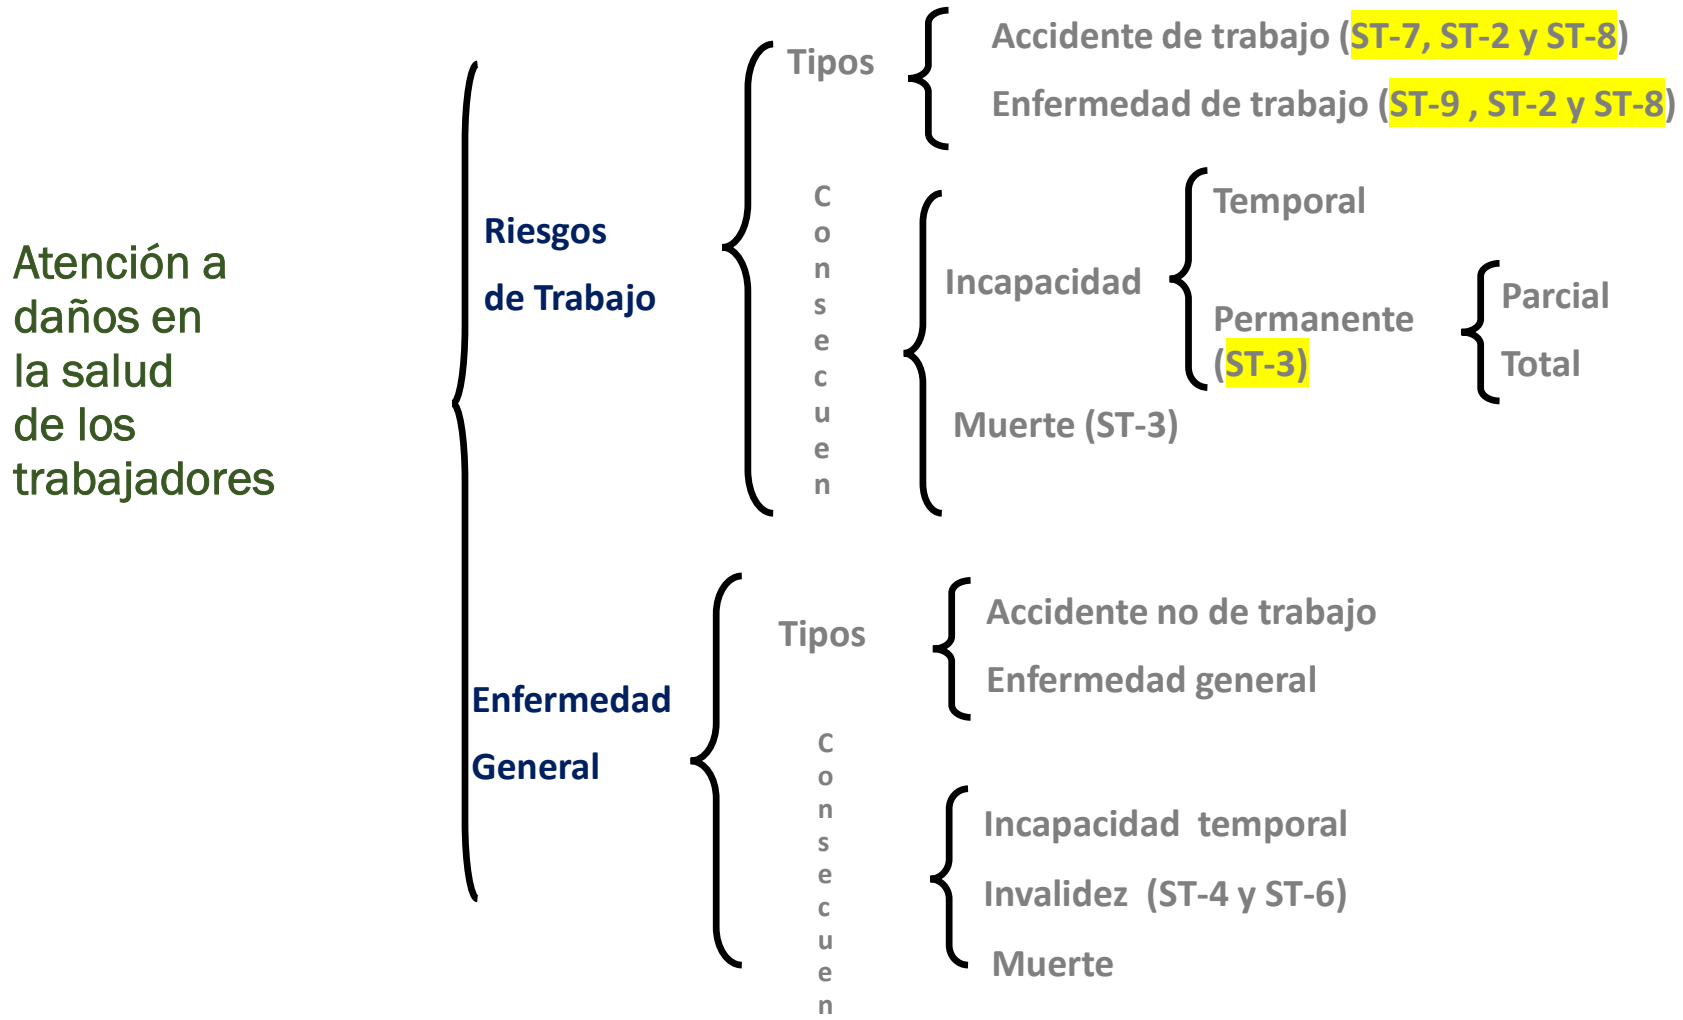 Atención a
daños en
la salud
de los
trabajadores
Riesgos
de Trabajo
Tipos
Accidente de trabajo (ST-7, ST-2 y ST-8)
Enfermedad de trabajo (ST-9 , ST-2 y ST-8)
C
o
n
s
e
c
u
e
n
Incapacidad
Temporal
Permanente
(ST-3)
Parcial
Total
Muerte (ST-3)
Enfermedad
General
Tipos
Accidente no de trabajo
Enfermedad general
C
o
n
s
e
c
u
e
n
Incapacidad temporal
Invalidez (ST-4 y ST-6)
Muerte